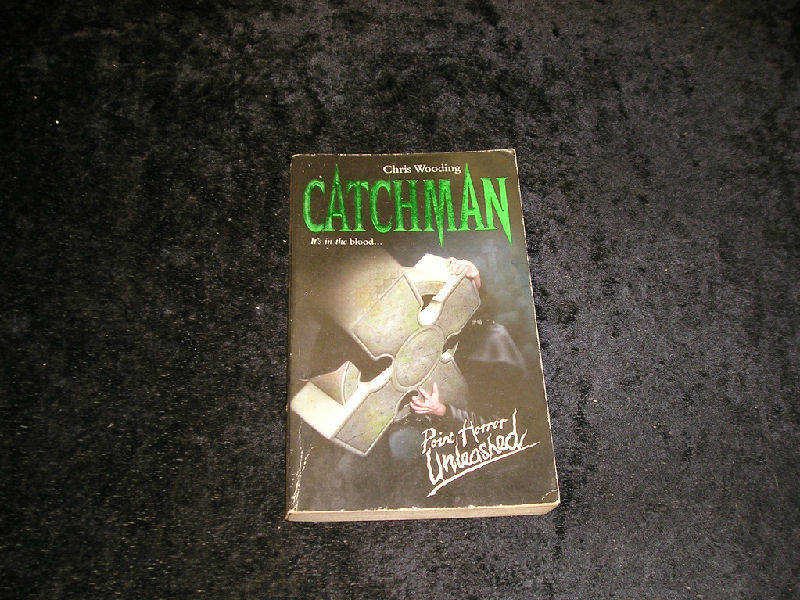 Chris Wooding
CATCHMAN
It's in the blood...
Point Horror
Unleashed